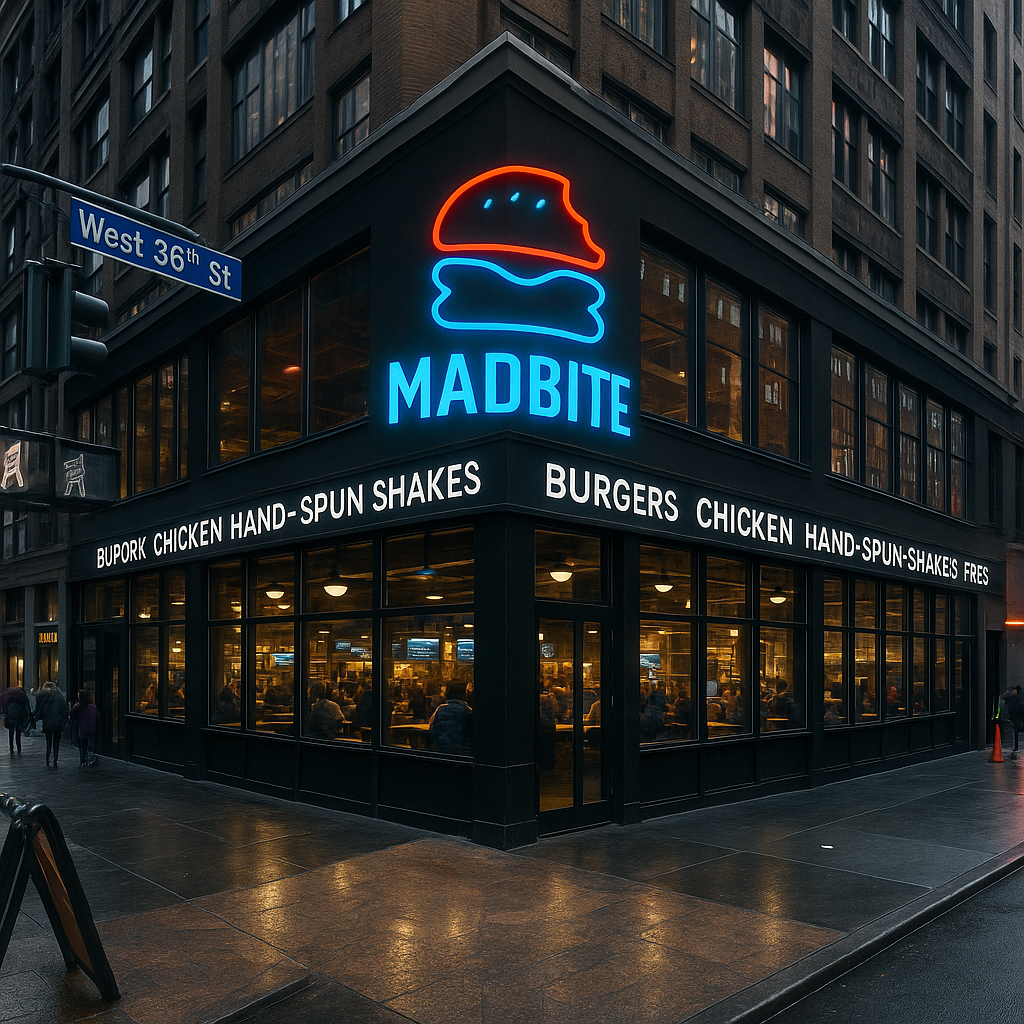 West 36th St
MADBITE
BUPORK CHICKEN HAND-SPUN SHAKES
BURGERS CHICKEN HAND-SPUN-SHAKE:S FRES